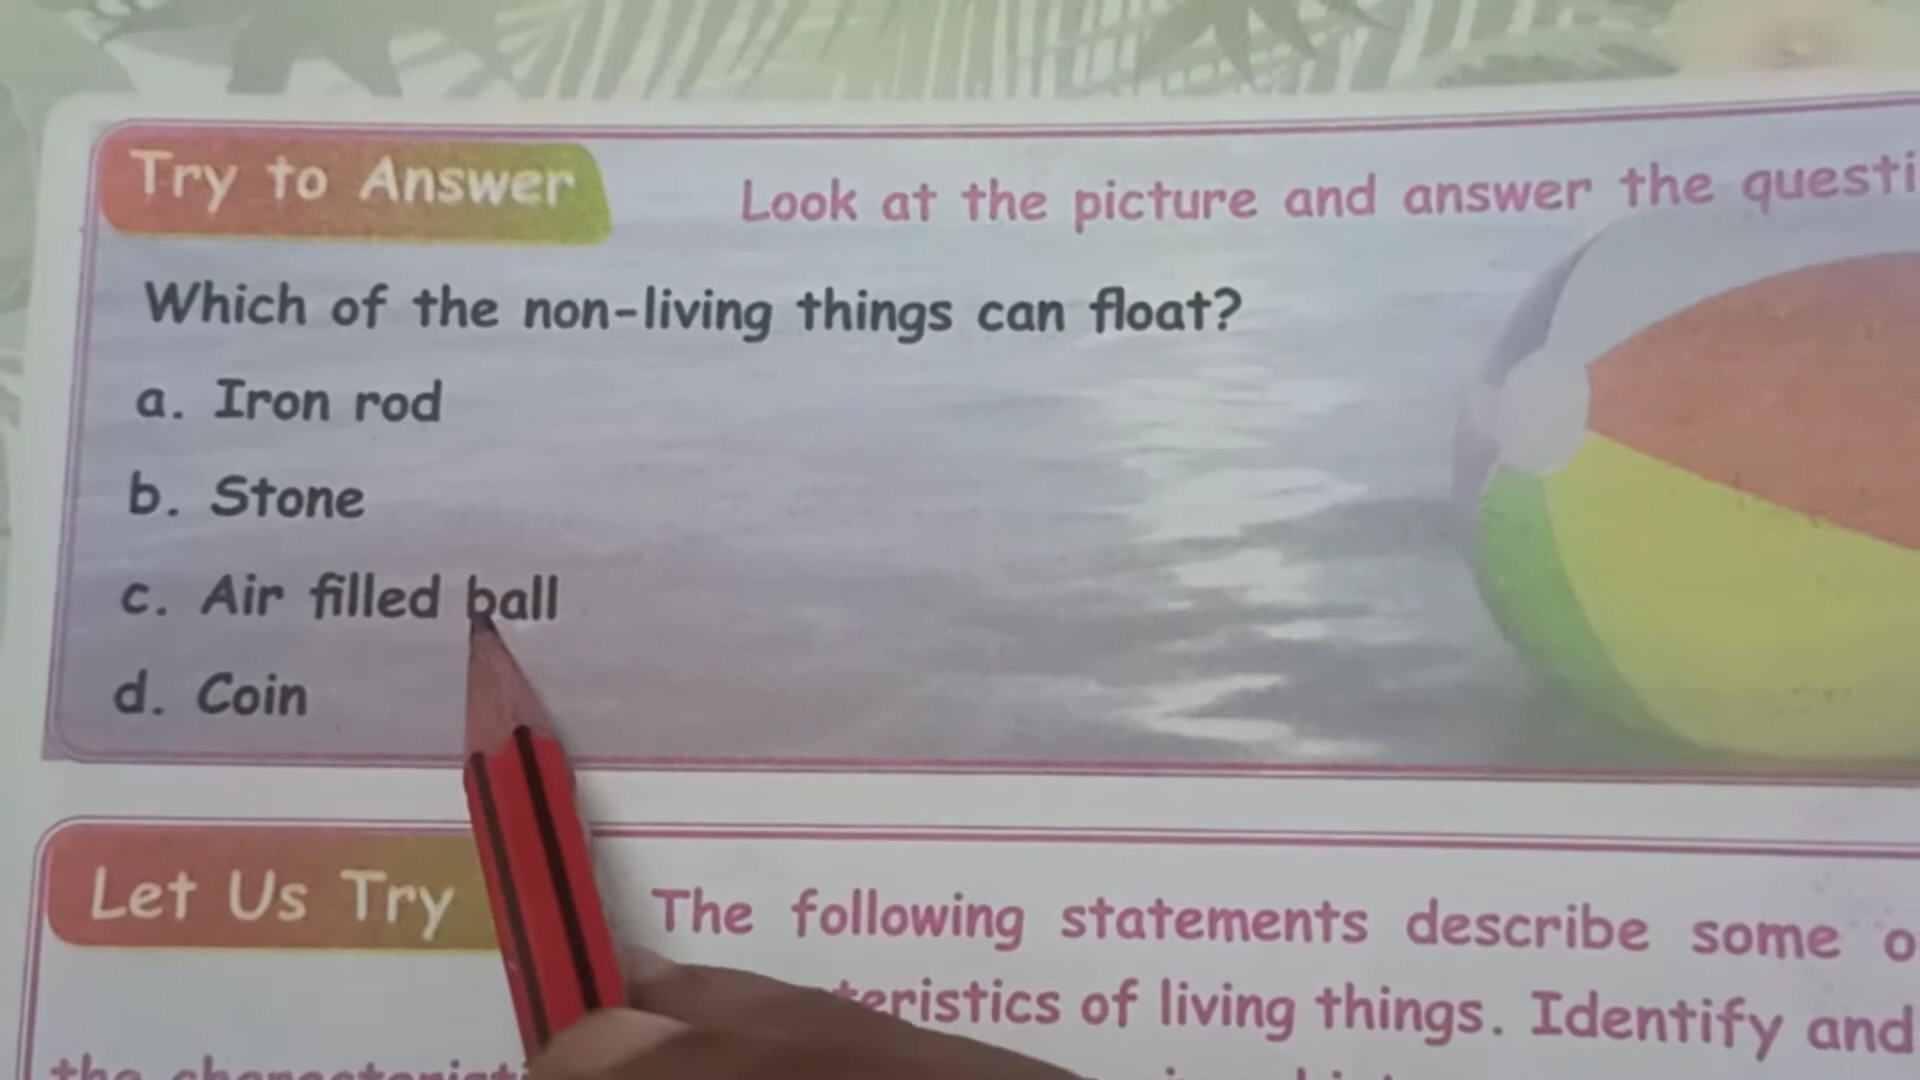 Try to Answer
Look at the picture and answer the
Which of the non-living things can float?
a. Iron rod
b. Stone
c. Air filled ball
d. Coin
Let Us Try
The following statements describe some
of living things. Identify and
the